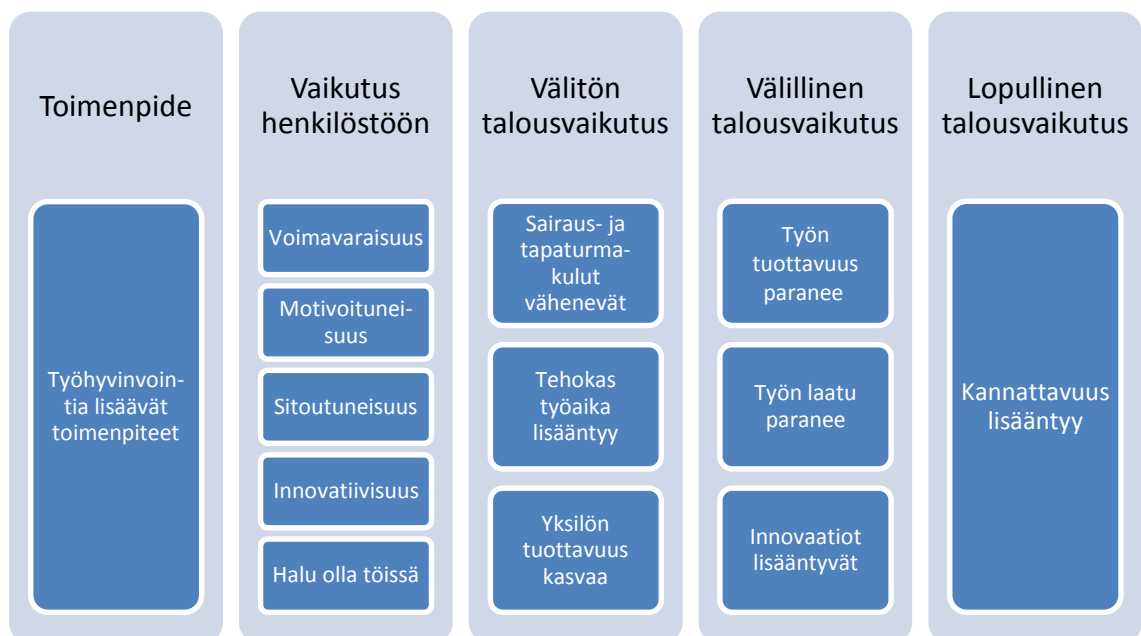 Toimenpide
Työhyvinvoin-
tia lisäävät
toimenpiteet
Vaikutus
henkilöstöön
Voimavaraisuus
Motivoitunei-
suus
Sitoutuneisuus
Innovatiivisuus
Halu olla töissä
Välitön
talousvaikutus
Sairaus- ja
tapaturma-
kulut
vähenevät
Tehokas
työaika
lisääntyy
Yksilön
tuottavuus
kasvaa
Välillinen
talousvaikutus
Työn
tuottavuus
paranee
Työn laatu
paranee
Innovaatiot
lisääntyvät
Lopullinen
talousvaikutus
Kannattavuus
lisääntyy